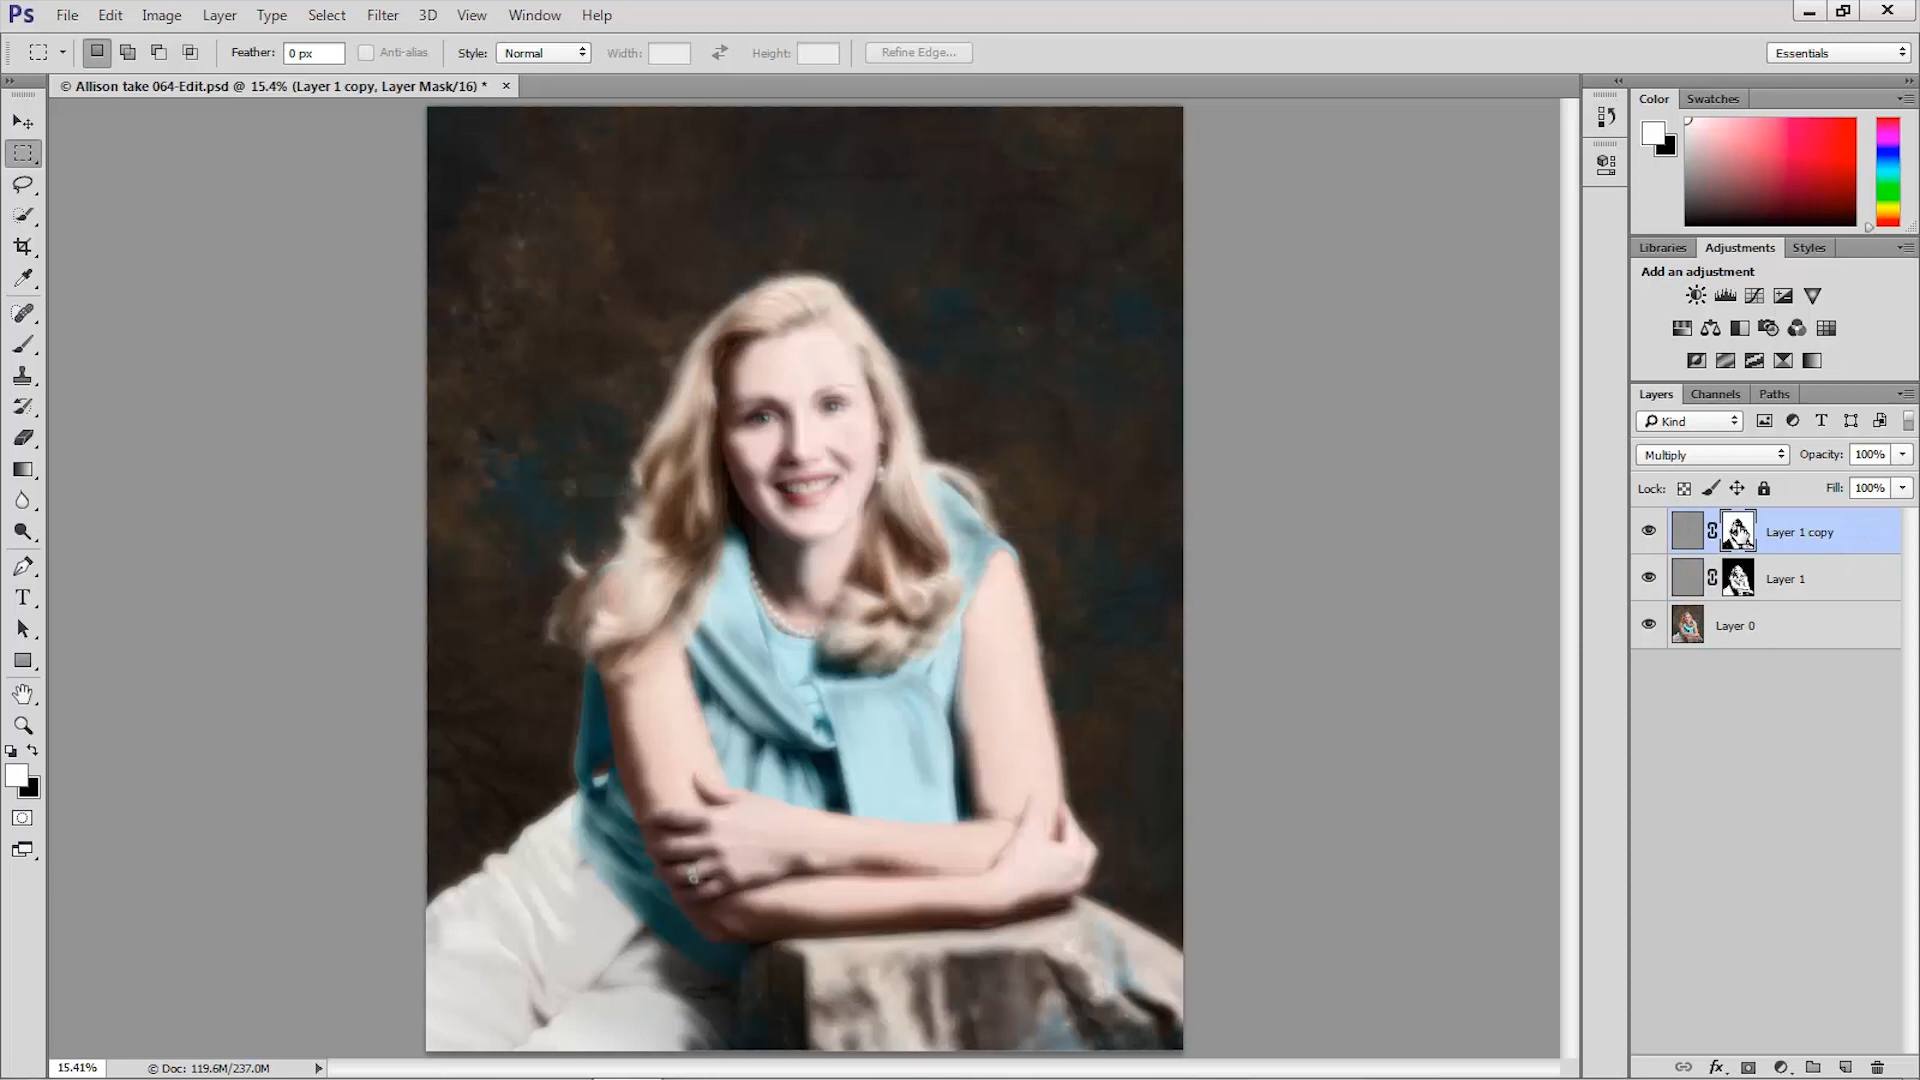 Ps File Edit Image Layer Type Select Filter 3D View Window Help
Feather: 0 px Anti-alias Style: Normal Width: Height: Refine Edge... Essentials
© Allison take 064-Edit.psd @ 15.4% (Layer 1 copy, Layer Mask/16) * ×
Color Swatches
Libraries Adjustments Styles
Add an adjustment
Layers Channels Paths
Kind
Multiply Opacity: 100%
Lock: Fill: 100%
Layer 1 copy
Layer 1
Layer 0
15.41% © Doc: 119.6M/237.0M